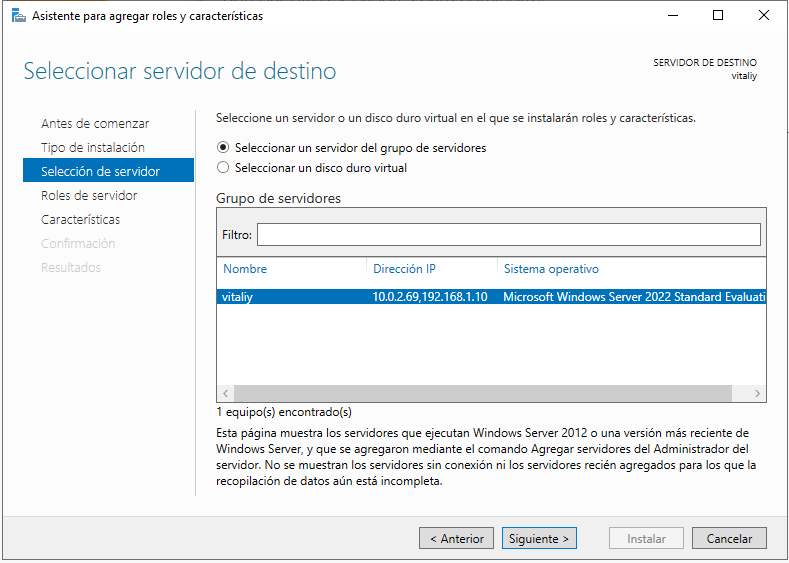 Asistente para agregar roles y características
Seleccionar servidor de destino
SERVIDOR DE DESTINO
vitaliy
Antes de comenzar
Tipo de instalación
Selección de servidor
Roles de servidor
Características
Confirmación
Resultados
Seleccione un servidor o un disco duro virtual en el que se instalarán roles y características.
Seleccionar un servidor del grupo de servidores
Seleccionar un disco duro virtual
Grupo de servidores
Filtro:
Nombre Dirección IP Sistema operativo
vitaliy 10.0.2.69,192.168.1.10 Microsoft Windows Server 2022 Standard Evaluati
1 equipo(s) encontrado(s)
Esta página muestra los servidores que ejecutan Windows Server 2012 o una versión más reciente de
Windows Server, y que se agregaron mediante el comando Agregar servidores del Administrador del
servidor. No se muestran los servidores sin conexión ni los servidores recién agregados para los que la
recopilación de datos aún está incompleta.
< Anterior Siguiente > Instalar Cancelar